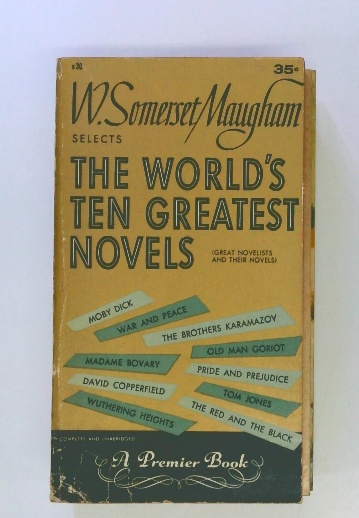 s30
35¢
W. Somerset Maugham
SELECTS
THE WORLD'S
TEN GREATEST
NOVELS
(GREAT NOVELISTS
AND THEIR NOVELS)
MOBY DICK
WAR AND PEACE
THE BROTHERS KARAMAZOV
OLD MAN GORIOT
MADAME BOVARY
PRIDE AND PREJUDICE
DAVID COPPERFIELD
TOM JONES
WUTHERING HEIGHTS
THE RED AND THE BLACK
COMPLETE AND UNABRIDGED
A Premier Book